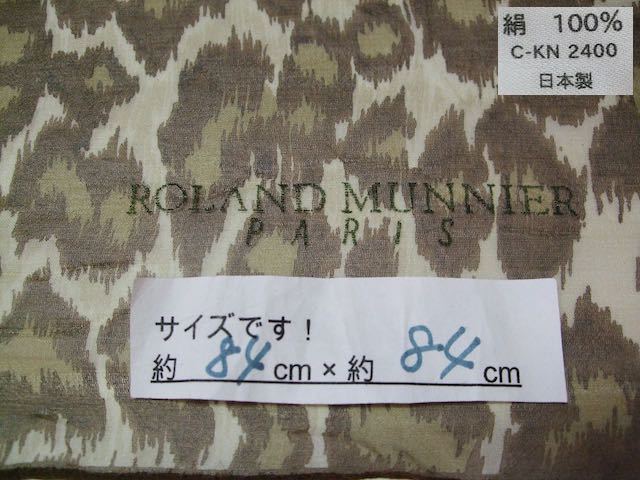 絹 100%
C-KN 2400
日本製
ROLAND MUNNIER
PARIS
サイズです！
約 84 cm × 約 84 cm